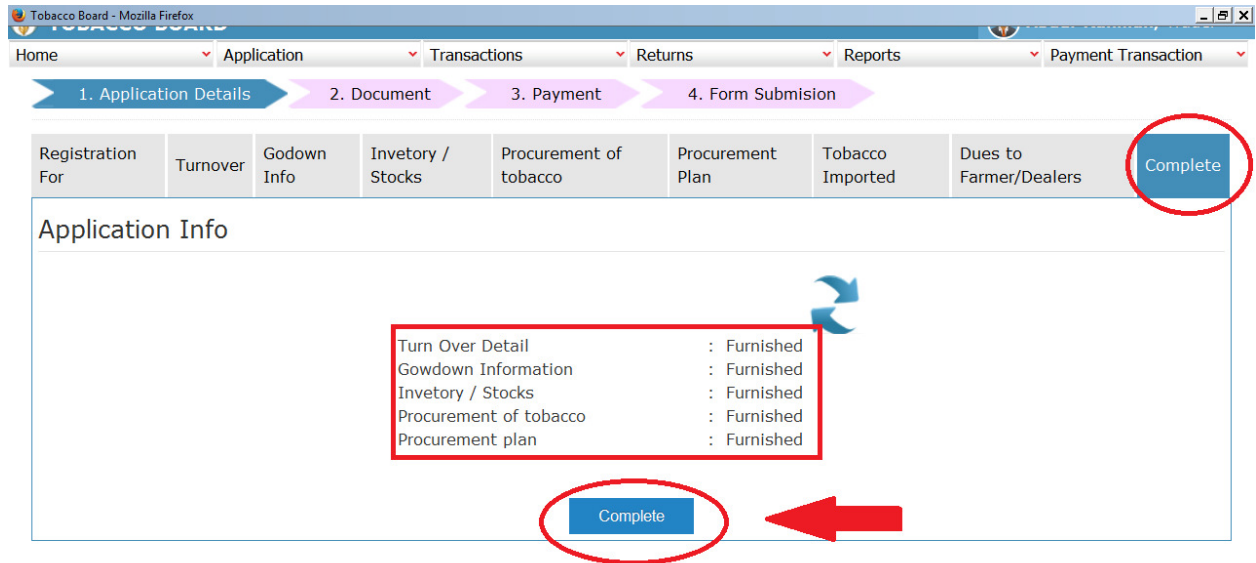 Tobacco Board - Mozilla Firefox
TOBACCO BOARD
Home Application Transactions Returns Reports Payment Transaction
1. Application Details 2. Document 3. Payment 4. Form Submision
Registration For
Turnover
Godown Info
Invetory / Stocks
Procurement of tobacco
Procurement Plan
Tobacco Imported
Dues to Farmer/Dealers
Complete
Application Info
Turn Over Detail : Furnished
Gowdown Information : Furnished
Invetory / Stocks : Furnished
Procurement of tobacco : Furnished
Procurement plan : Furnished
Complete